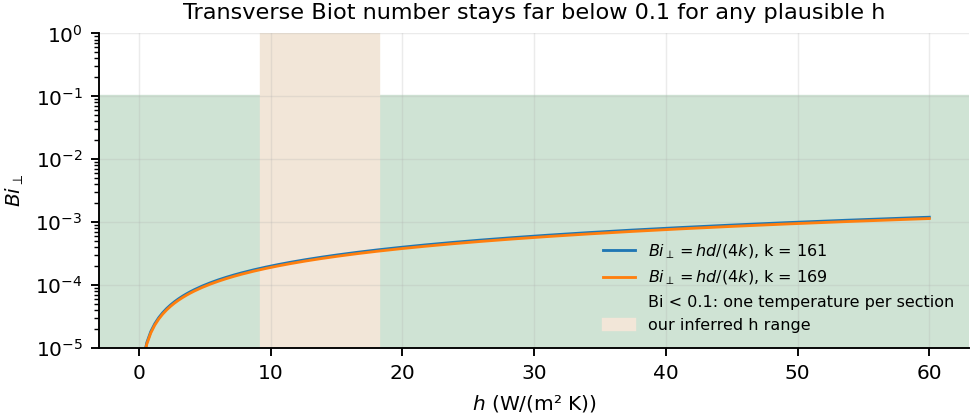 Transverse Biot number stays far below 0.1 for any plausible h
10⁰
10⁻¹
10⁻²
10⁻³
10⁻⁴
10⁻⁵
Bi⊥
Bi⊥ = hd/(4k), k = 161
Bi⊥ = hd/(4k), k = 169
Bi < 0.1: one temperature per section
our inferred h range
0 10 20 30 40 50 60
h (W/(m² K))